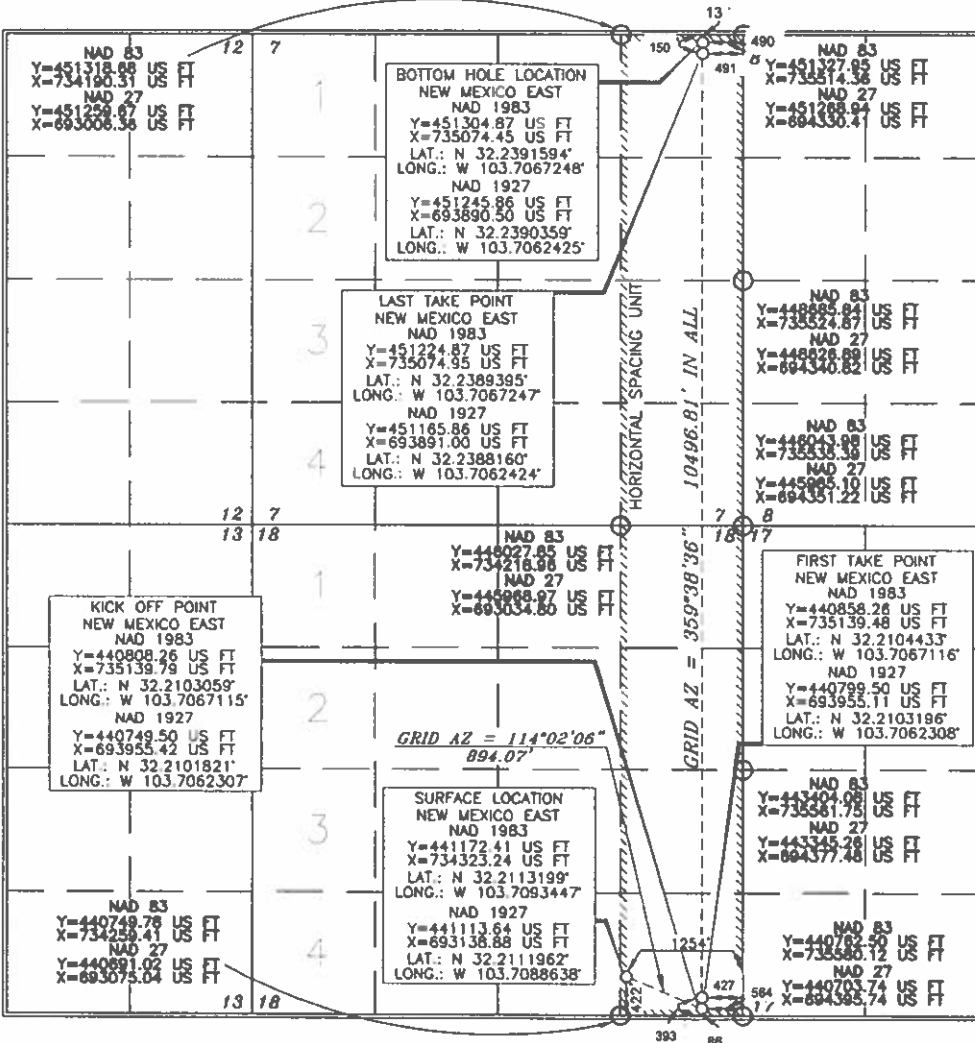 13'
12 7
150
490
NAD 83
Y=451318.68 US FT
X=734190.31 US FT
NAD 27
Y=451259.67 US FT
X=693006.36 US FT
1
BOTTOM HOLE LOCATION
NEW MEXICO EAST
NAD 1983
Y=451304.87 US FT
X=735074.45 US FT
LAT.: N 32.2391594°
LONG.: W 103.7067248°
NAD 1927
Y=451245.86 US FT
X=693890.50 US FT
LAT.: N 32.2390359°
LONG.: W 103.7062425°
491
8
NAD 83
Y=451327.95 US FT
X=735514.36 US FT
NAD 27
Y=451268.94 US FT
X=694330.41 US FT
2
LAST TAKE POINT
NEW MEXICO EAST
NAD 1983
Y=451224.87 US FT
X=735074.95 US FT
LAT.: N 32.2389395°
LONG.: W 103.7067247°
NAD 1927
Y=451165.86 US FT
X=693891.00 US FT
LAT.: N 32.2388160°
LONG.: W 103.7062424°
3
4
HORIZONTAL SPACING UNIT
GRID AZ = 359°38'36" 10496.81' IN ALL
NAD 83
Y=448685.84 US FT
X=735524.87 US FT
NAD 27
Y=448626.89 US FT
X=694340.82 US FT
NAD 83
Y=446043.98 US FT
X=735535.39 US FT
NAD 27
Y=445985.10 US FT
X=694351.22 US FT
12 7
13 18
7 8
18 17
NAD 83
Y=446027.85 US FT
X=734218.96 US FT
NAD 27
Y=445968.97 US FT
X=693034.80 US FT
1
KICK OFF POINT
NEW MEXICO EAST
NAD 1983
Y=440808.26 US FT
X=735139.79 US FT
LAT.: N 32.2103059°
LONG.: W 103.7067115°
NAD 1927
Y=440749.50 US FT
X=693955.42 US FT
LAT.: N 32.2101821°
LONG.: W 103.7062307°
FIRST TAKE POINT
NEW MEXICO EAST
NAD 1983
Y=440858.26 US FT
X=735139.48 US FT
LAT.: N 32.2104433°
LONG.: W 103.7067116°
NAD 1927
Y=440799.50 US FT
X=693955.11 US FT
LAT.: N 32.2103196°
LONG.: W 103.7062308°
2
GRID AZ = 114°02'06"
894.07'
3
SURFACE LOCATION
NEW MEXICO EAST
NAD 1983
Y=441172.41 US FT
X=734323.24 US FT
LAT.: N 32.2113199°
LONG.: W 103.7093447°
NAD 1927
Y=441113.64 US FT
X=693138.88 US FT
LAT.: N 32.2111962°
LONG.: W 103.7088638°
NAD 83
Y=443404.06 US FT
X=735561.75 US FT
NAD 27
Y=443345.26 US FT
X=694377.48 US FT
NAD 83
Y=440749.78 US FT
X=734259.41 US FT
NAD 27
Y=440691.02 US FT
X=693075.04 US FT
4
1254'
NAD 83
Y=440762.50 US FT
X=735580.12 US FT
NAD 27
Y=440703.74 US FT
X=694395.74 US FT
13 18
422
427
564
17
393
86